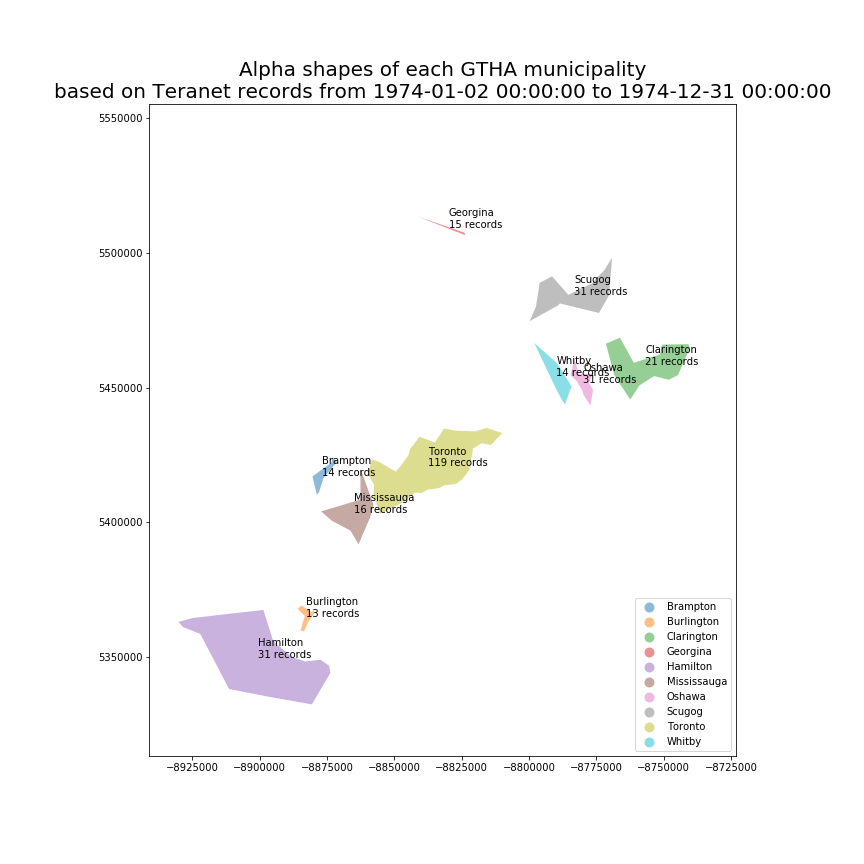 Alpha shapes of each GTHA municipality
based on Teranet records from 1974-01-02 00:00:00 to 1974-12-31 00:00:00
5550000
5500000
5450000
5400000
5350000
Georgina
15 records
Scugog
31 records
Clarington
21 records
Whitby
14 records
Oshawa
31 records
Toronto
119 records
Brampton
14 records
Mississauga
16 records
Burlington
13 records
Hamilton
31 records
Brampton
Burlington
Clarington
Georgina
Hamilton
Mississauga
Oshawa
Scugog
Toronto
Whitby
−8925000 −8900000 −8875000 −8850000 −8825000 −8800000 −8775000 −8750000 −8725000